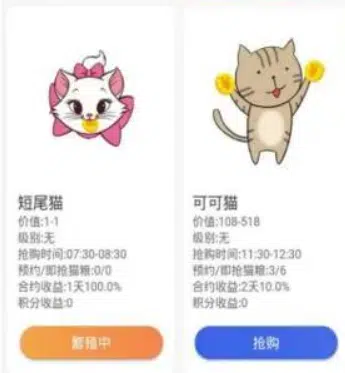 短尾猫
价值:1-1
级别:无
抢购时间:07:30-08:30
预约/即抢猫粮:0/0
合约收益:1天100.0%
积分收益:0
繁殖中
可可猫
价值:108-518
级别:无
抢购时间:11:30-12:30
预约/即抢猫粮:3/6
合约收益:2天10.0%
积分收益:0
抢购